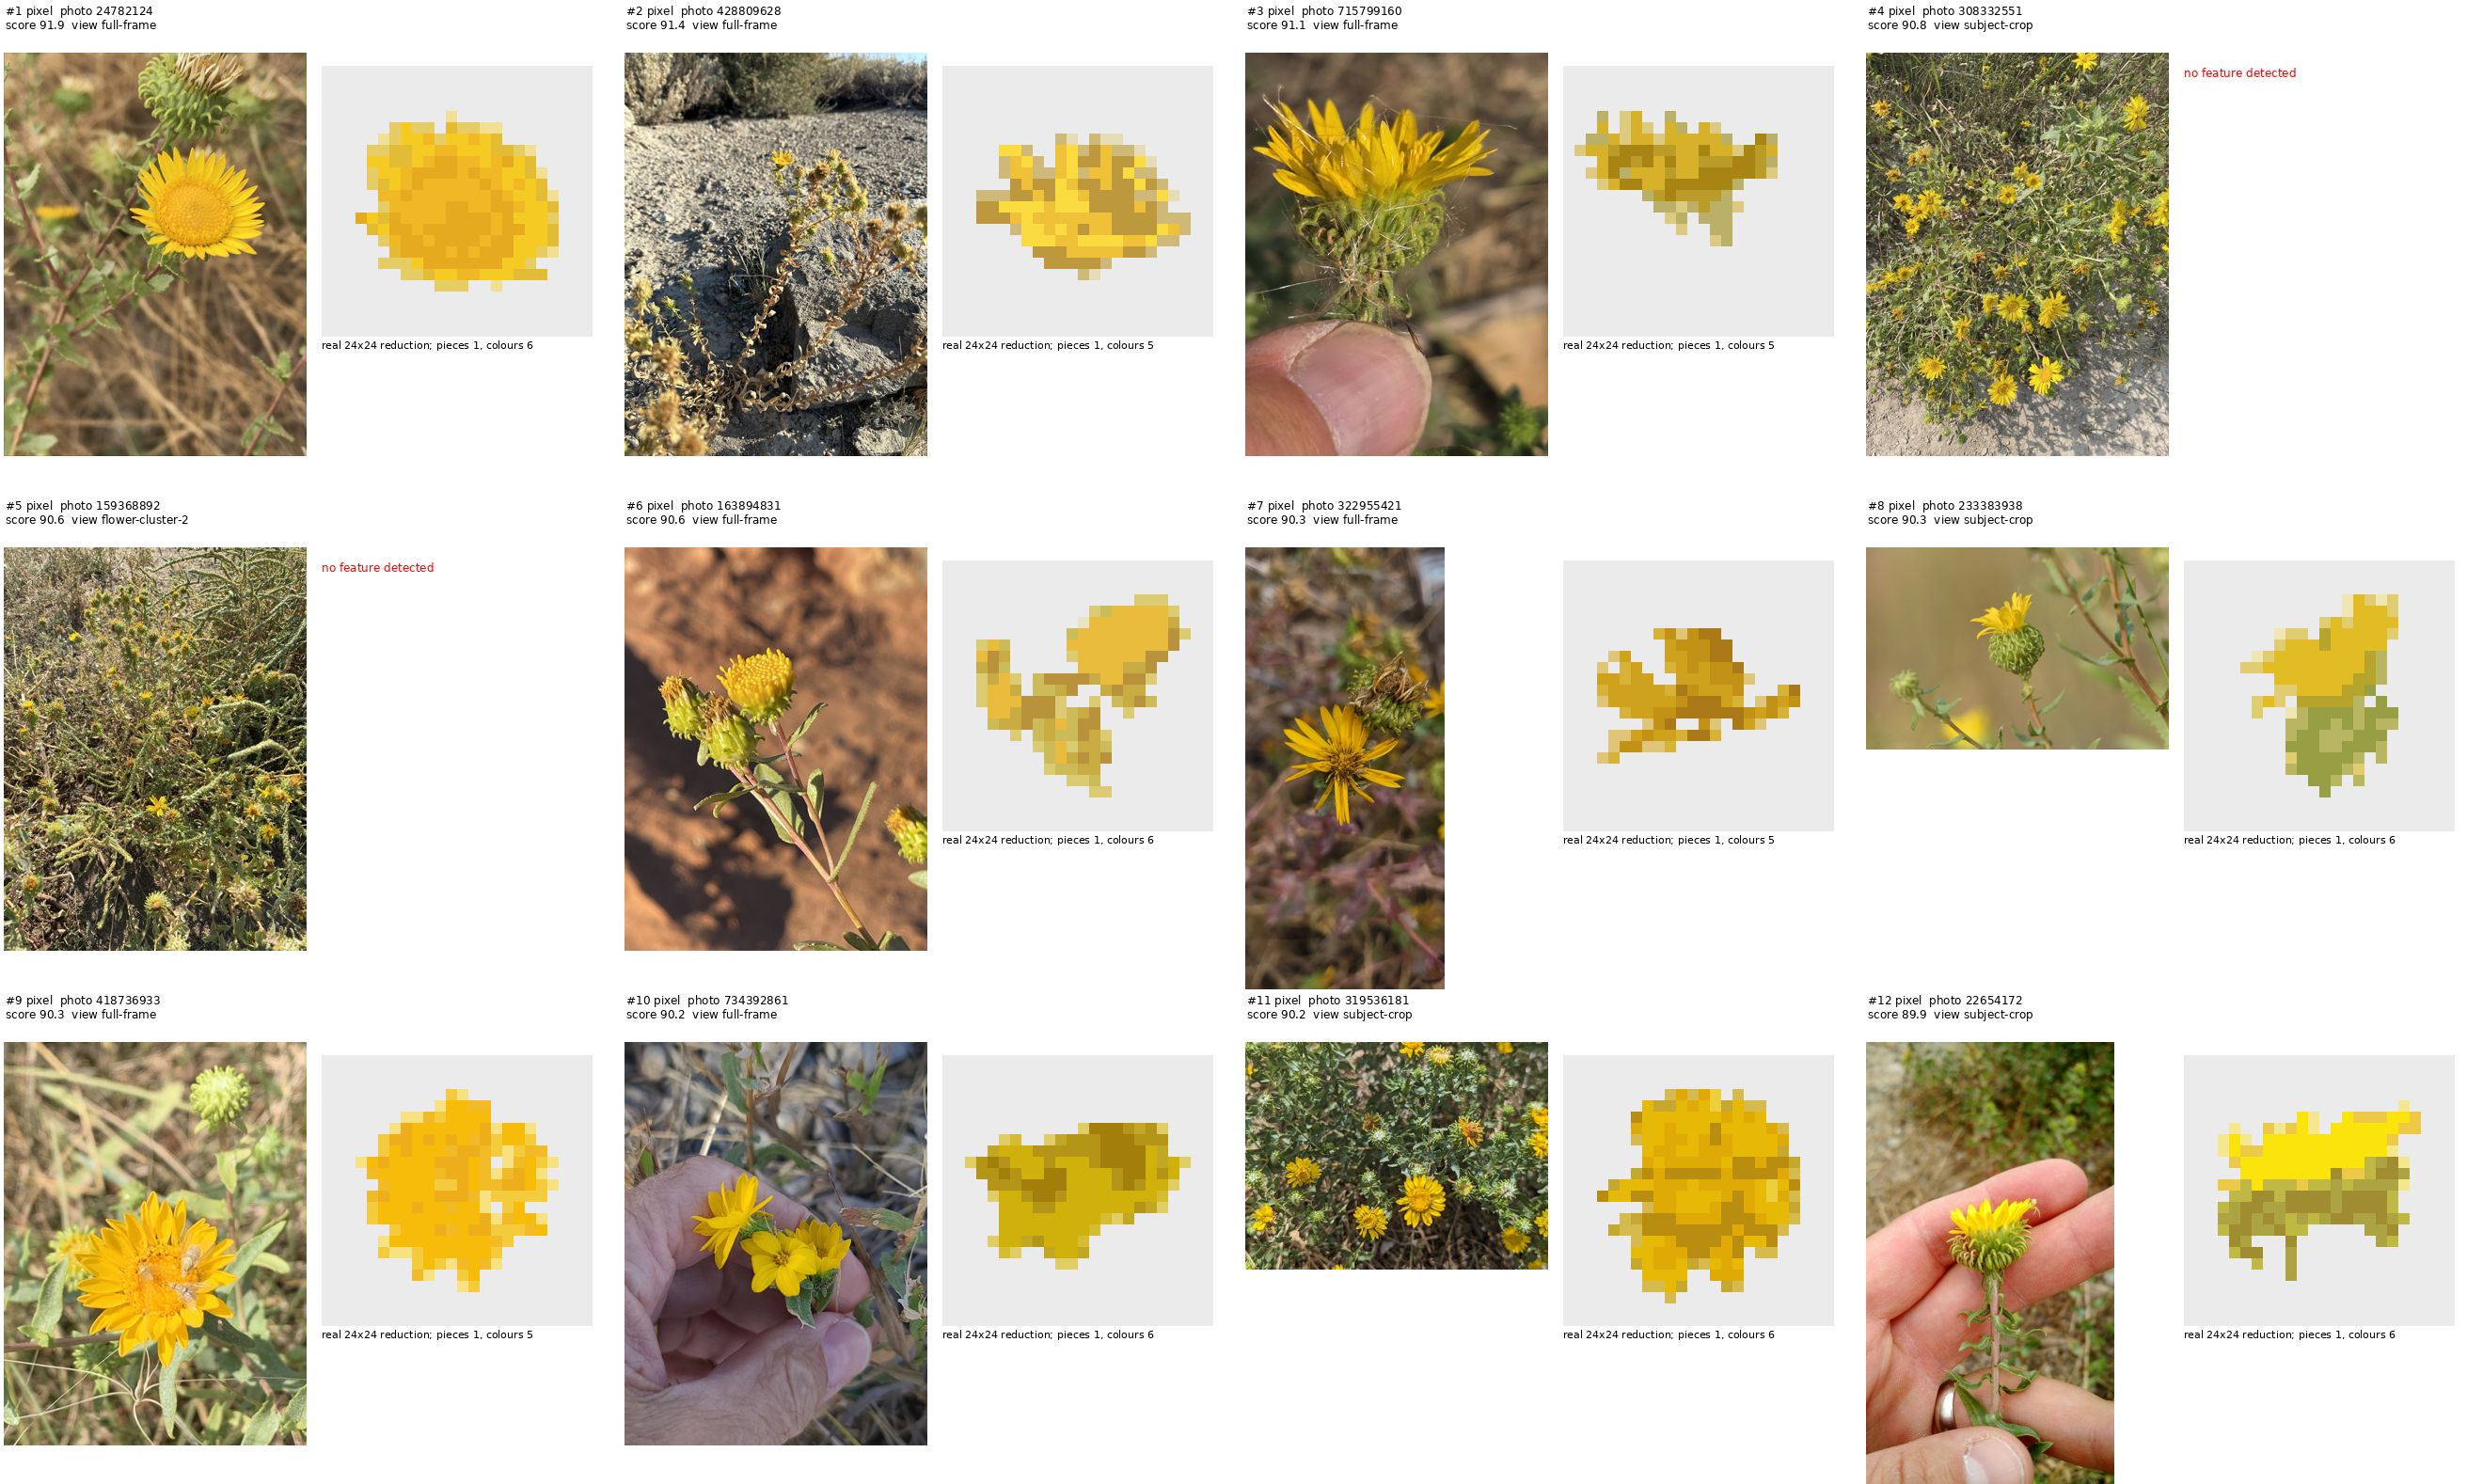 #1 pixel  photo 24782124
score 91.9  view full-frame
real 24x24 reduction; pieces 1, colours 6
#2 pixel  photo 428809628
score 91.4  view full-frame
real 24x24 reduction; pieces 1, colours 5
#3 pixel  photo 715799160
score 91.1  view full-frame
real 24x24 reduction; pieces 1, colours 5
#4 pixel  photo 308332551
score 90.8  view subject-crop
no feature detected
#5 pixel  photo 159368892
score 90.6  view flower-cluster-2
no feature detected
#6 pixel  photo 163894831
score 90.6  view full-frame
real 24x24 reduction; pieces 1, colours 6
#7 pixel  photo 322955421
score 90.3  view full-frame
real 24x24 reduction; pieces 1, colours 5
#8 pixel  photo 233383938
score 90.3  view subject-crop
real 24x24 reduction; pieces 1, colours 6
#9 pixel  photo 418736933
score 90.3  view full-frame
real 24x24 reduction; pieces 1, colours 5
#10 pixel  photo 734392861
score 90.2  view full-frame
real 24x24 reduction; pieces 1, colours 6
#11 pixel  photo 319536181
score 90.2  view subject-crop
real 24x24 reduction; pieces 1, colours 6
#12 pixel  photo 22654172
score 89.9  view subject-crop
real 24x24 reduction; pieces 1, colours 6